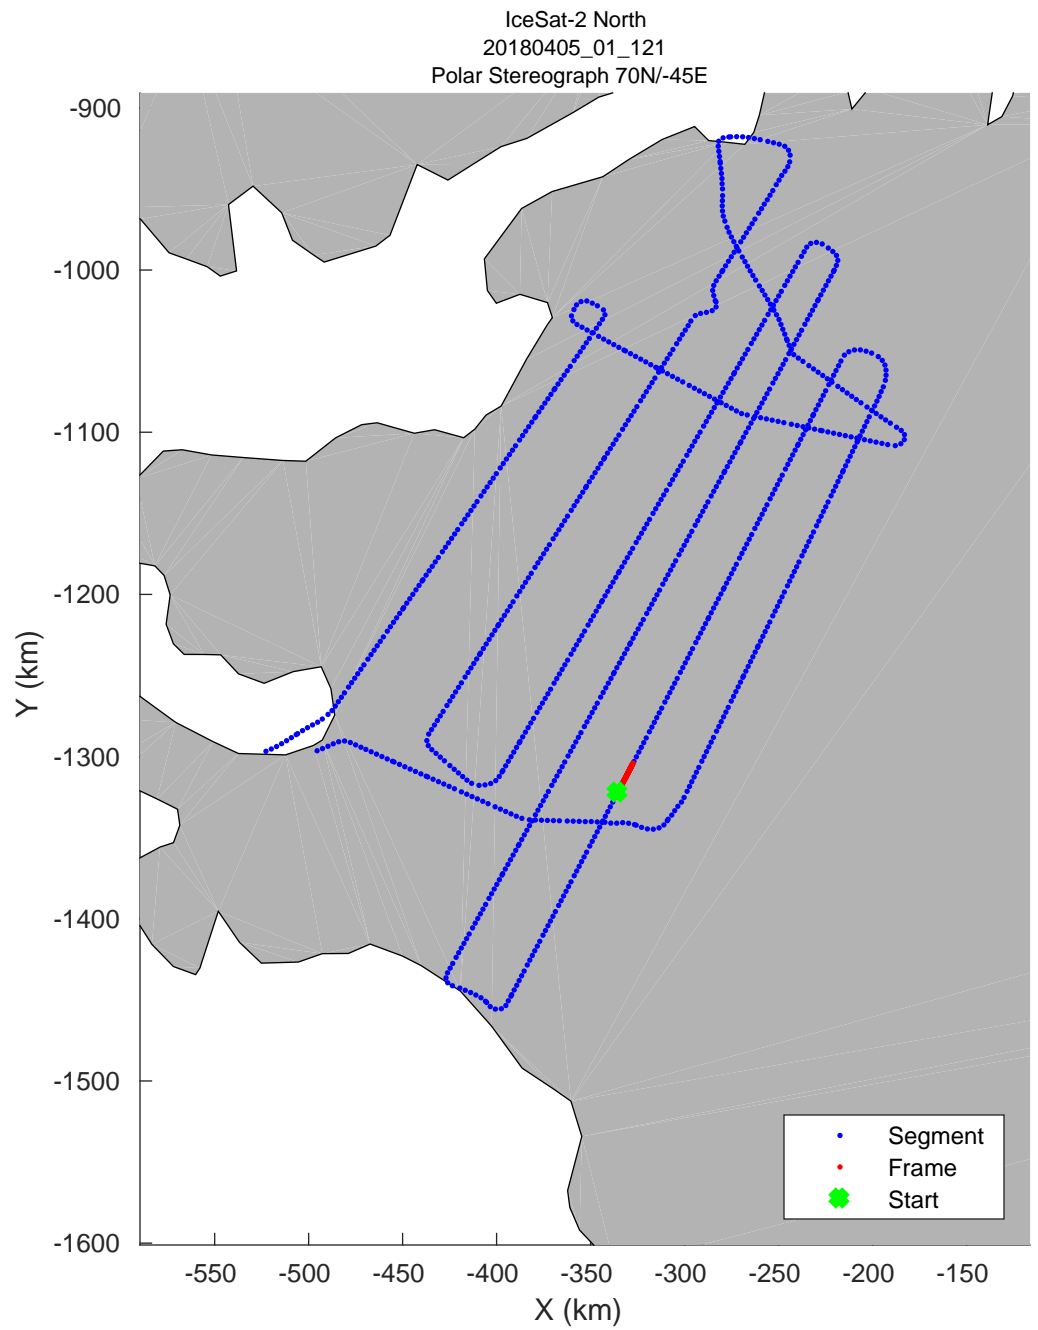 IceSat-2 North
20180405_01_121
Polar Stereograph 70N/-45E
-900
-1000
-1100
-1200
-1300
-1400
-1500
-1600
Y (km)
-550 -500 -450 -400 -350 -300 -250 -200 -150
X (km)
Segment
Frame
Start